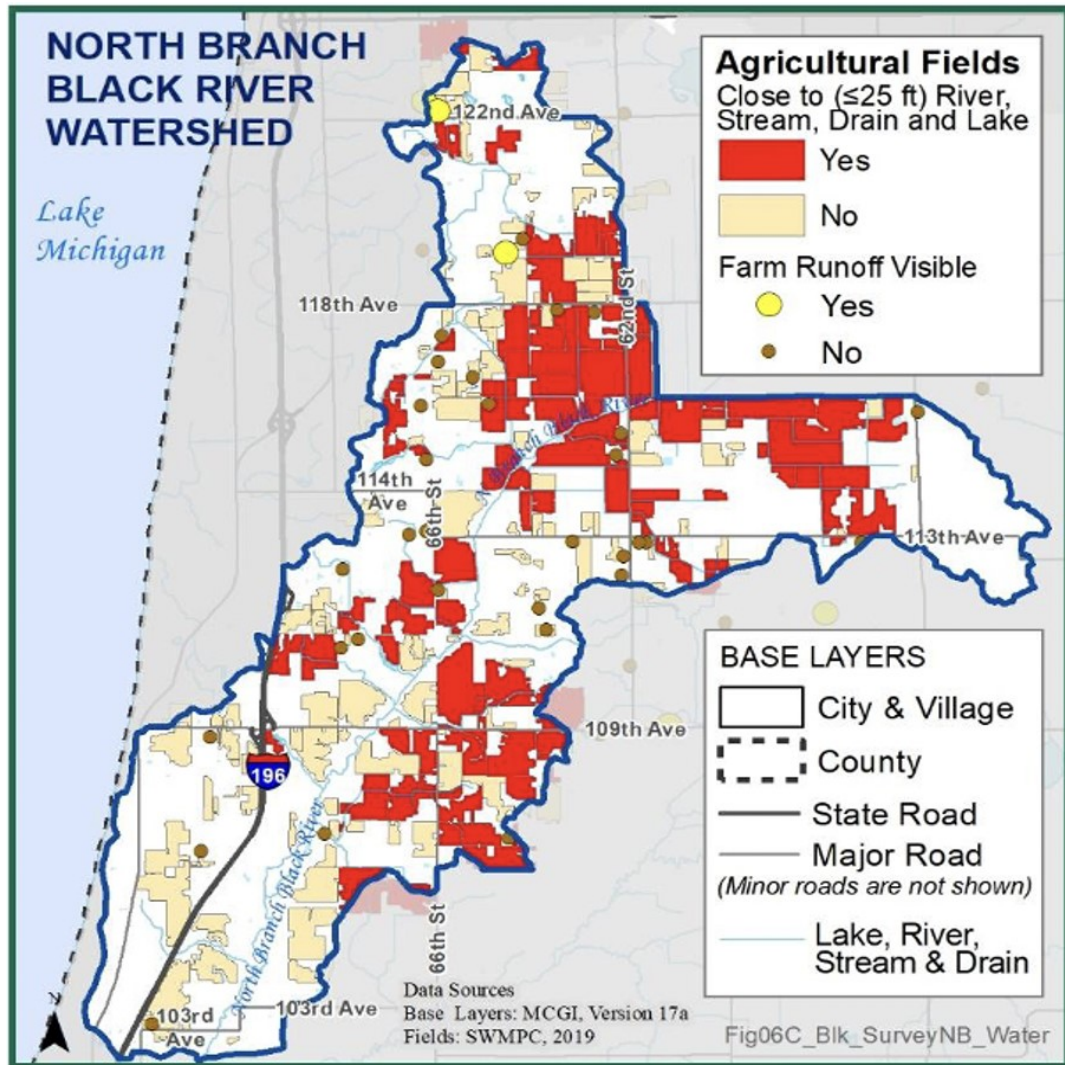 NORTH BRANCH
BLACK RIVER
WATERSHED
Lake
Michigan
Agricultural Fields
Close to (≤25 ft) River,
Stream, Drain and Lake
Yes
No
Farm Runoff Visible
Yes
No
122nd Ave
118th Ave
62nd St
N Branch Black River
114th
Ave
66th St
113th Ave
109th Ave
196
North Branch Black River
66th St
103rd Ave
103rd
Ave
N
BASE LAYERS
City & Village
County
State Road
Major Road
(Minor roads are not shown)
Lake, River,
Stream & Drain
Data Sources
Base Layers: MCGI, Version 17a
Fields: SWMPC, 2019
Fig06C_Blk_SurveyNB_Water